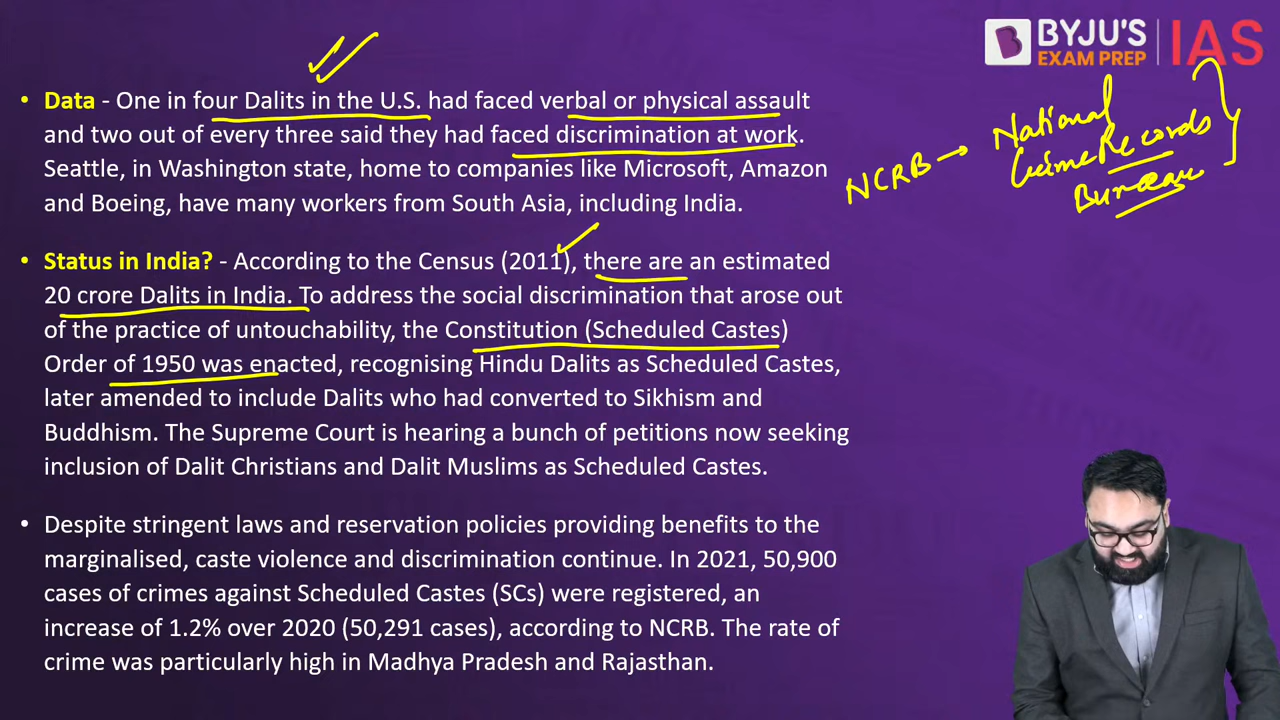 BYJU'S
EXAM PREP
IAS
• Data - One in four Dalits in the U.S. had faced verbal or physical assault
and two out of every three said they had faced discrimination at work.
Seattle, in Washington state, home to companies like Microsoft, Amazon
and Boeing, have many workers from South Asia, including India.
NCRB → National
Crime Records
Bureau
• Status in India? - According to the Census (2011), there are an estimated
20 crore Dalits in India. To address the social discrimination that arose out
of the practice of untouchability, the Constitution (Scheduled Castes)
Order of 1950 was enacted, recognising Hindu Dalits as Scheduled Castes,
later amended to include Dalits who had converted to Sikhism and
Buddhism. The Supreme Court is hearing a bunch of petitions now seeking
inclusion of Dalit Christians and Dalit Muslims as Scheduled Castes.
• Despite stringent laws and reservation policies providing benefits to the
marginalised, caste violence and discrimination continue. In 2021, 50,900
cases of crimes against Scheduled Castes (SCs) were registered, an
increase of 1.2% over 2020 (50,291 cases), according to NCRB. The rate of
crime was particularly high in Madhya Pradesh and Rajasthan.